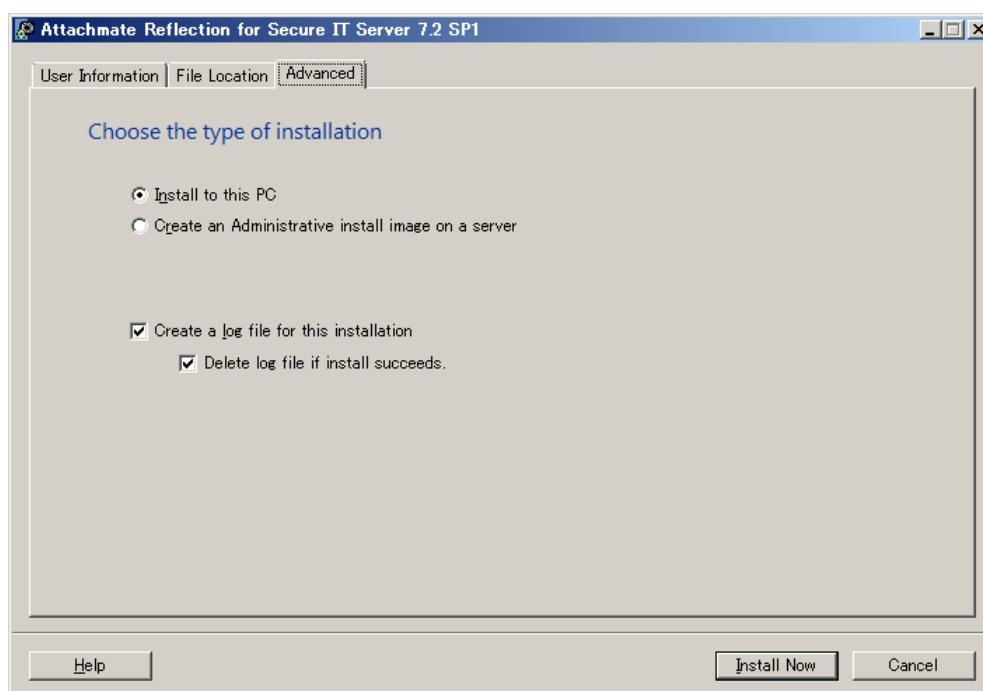 Attachmate Reflection for Secure IT Server 7.2 SP1
User Information File Location Advanced
Choose the type of installation
Install to this PC
Create an Administrative install image on a server
Create a log file for this installation
Delete log file if install succeeds.
Help Install Now Cancel